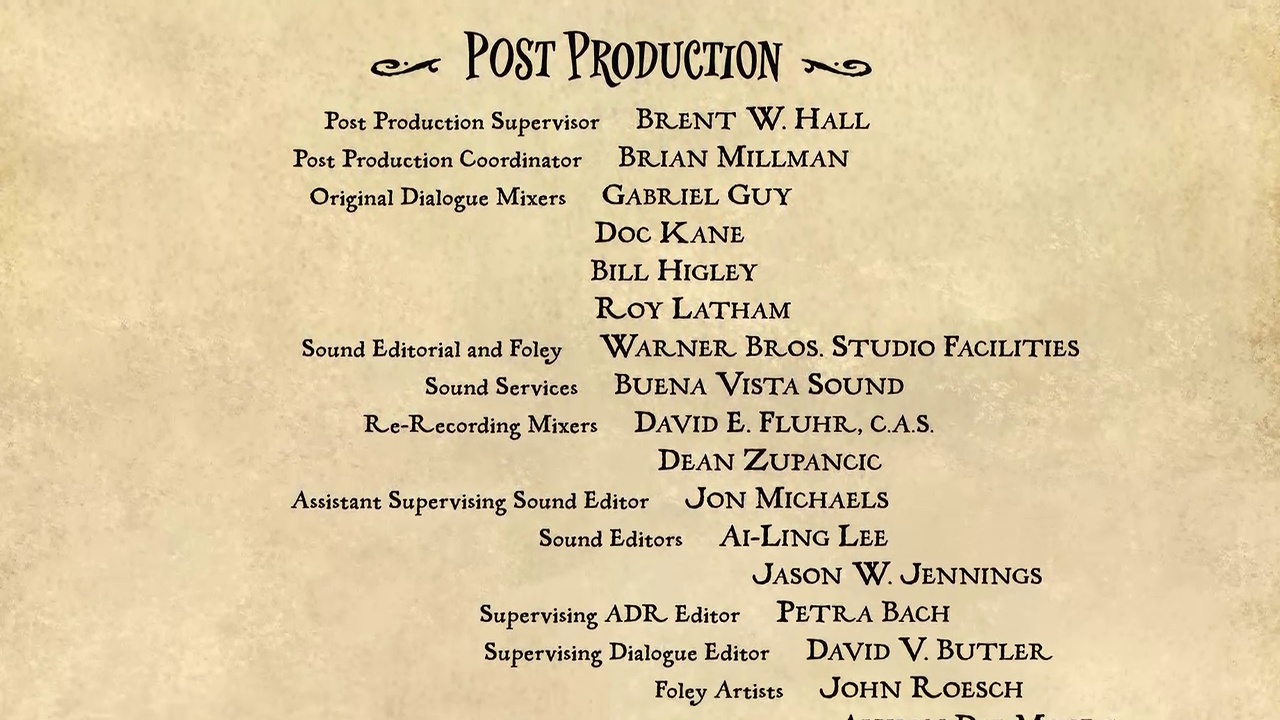 Post Production
Post Production Supervisor Brent W. Hall
Post Production Coordinator Brian Millman
Original Dialogue Mixers Gabriel Guy
Doc Kane
Bill Higley
Roy Latham
Sound Editorial and Foley Warner Bros. Studio Facilities
Sound Services Buena Vista Sound
Re-Recording Mixers David E. Fluhr, C.A.S.
Dean Zupancic
Assistant Supervising Sound Editor Jon Michaels
Sound Editors Ai-Ling Lee
Jason W. Jennings
Supervising ADR Editor Petra Bach
Supervising Dialogue Editor David V. Butler
Foley Artists John Roesch